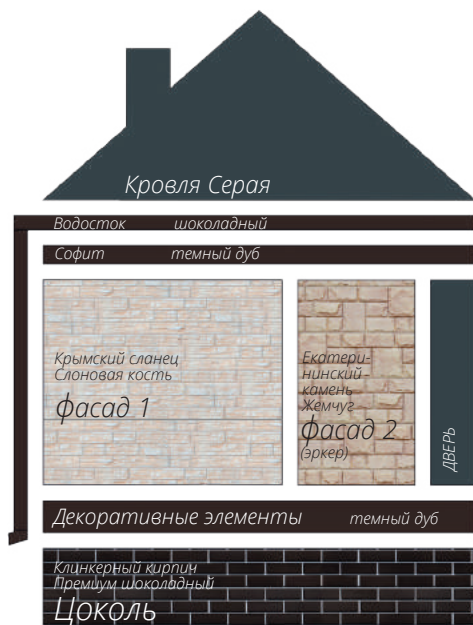 Кровля Серая
Водосток шоколадный
Софит темный дуб
Крымский сланец
Слоновая кость
фасад 1
Екатери-
нинский
камень
Жемчуг
фасад 2
(эркер)
ДВЕРЬ
Декоративные элементы темный дуб
Клинкерный кирпич
Премиум шоколадный
Цоколь